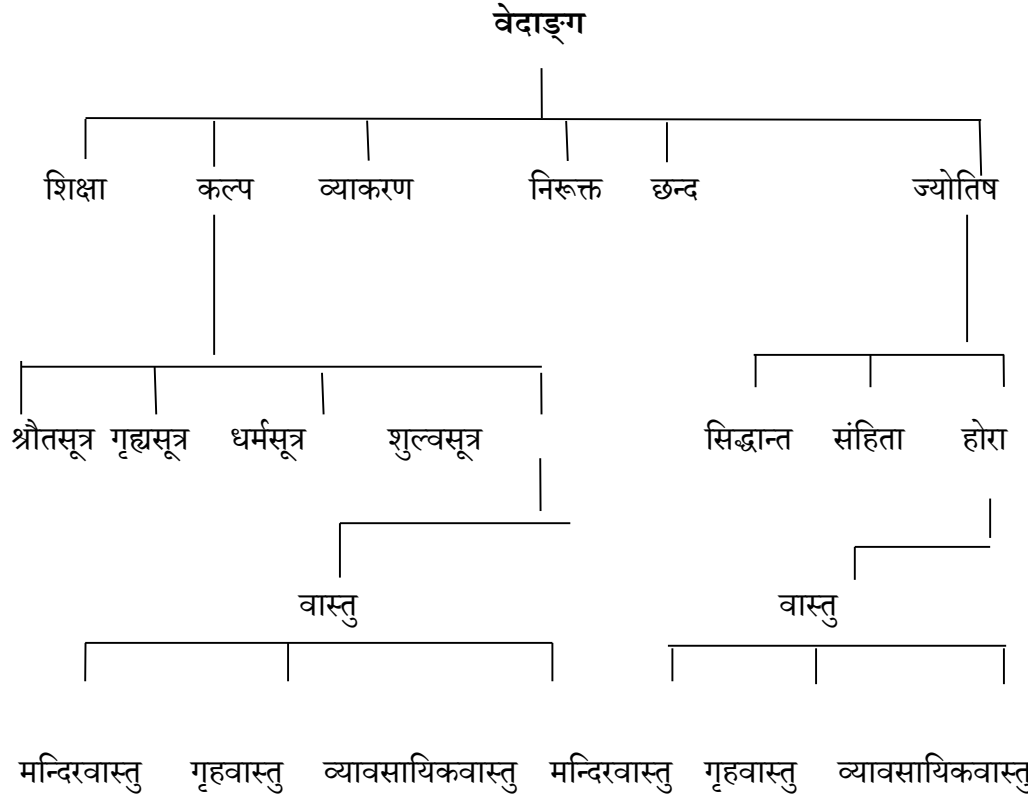 वेदाङ्ग
शिक्षा कल्प व्याकरण निरूक्त छन्द ज्योतिष
श्रौतसूत्र गृह्यसूत्र धर्मसूत्र शुल्वसूत्र सिद्धान्त संहिता होरा
वास्तु वास्तु
मन्दिरवास्तु गृहवास्तु व्यावसायिकवास्तु मन्दिरवास्तु गृहवास्तु व्यावसायिकवास्तु